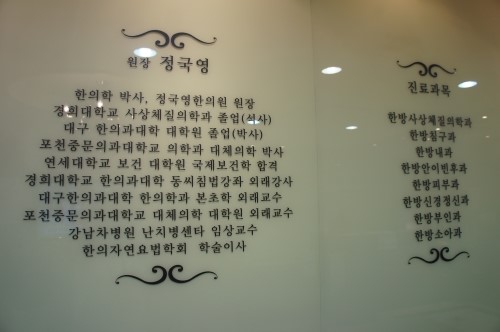 원장 정국영
한의학 박사, 정국영한의원 원장
경희대학교 사상체질의학과 졸업(석사)
대구 한의과대학 대학원 졸업(박사)
포천중문의과대학교 의학과 대체의학 박사
연세대학교 보건 대학원 국제보건학 합격
경희대학교 한의과대학 동씨침법강좌 외래강사
대구한의과대학 한의학과 본초학 외래교수
포천중문의과대학교 대체의학 대학원 외래교수
강남차병원 난치병센타 임상교수
한의자연요법학회 학술이사
진료과목
한방사상체질의학과
한방침구과
한방내과
한방안이빈후과
한방피부과
한방신경정신과
한방부인과
한방소아과